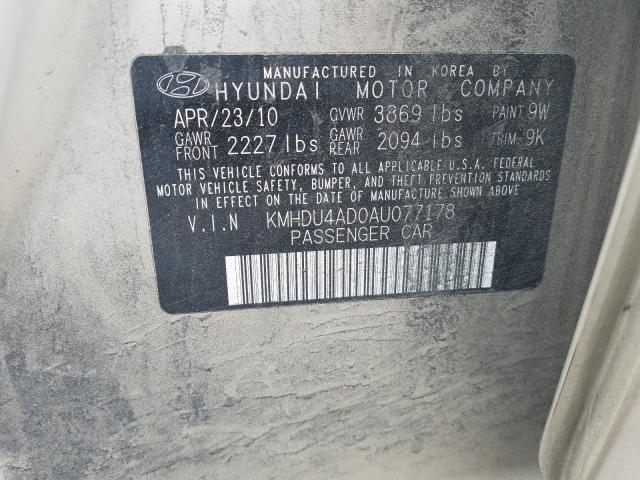 MANUFACTURED IN KOREA BY
HYUNDAI MOTOR COMPANY
APR/23/10 GVWR 3869 lbs PAINT 9W
GAWR FRONT 2227 lbs GAWR REAR 2094 lbs TRIM 9K
THIS VEHICLE CONFORMS TO ALL APPLICABLE U.S.A. FEDERAL
MOTOR VEHICLE SAFETY, BUMPER, AND THEFT PREVENTION STAN-
DARDS IN EFFECT ON THE DATE OF MANUFACTURE SHOWN ABOVE.
V.I.N KMHDU4AD0AU077178
PASSENGER CAR